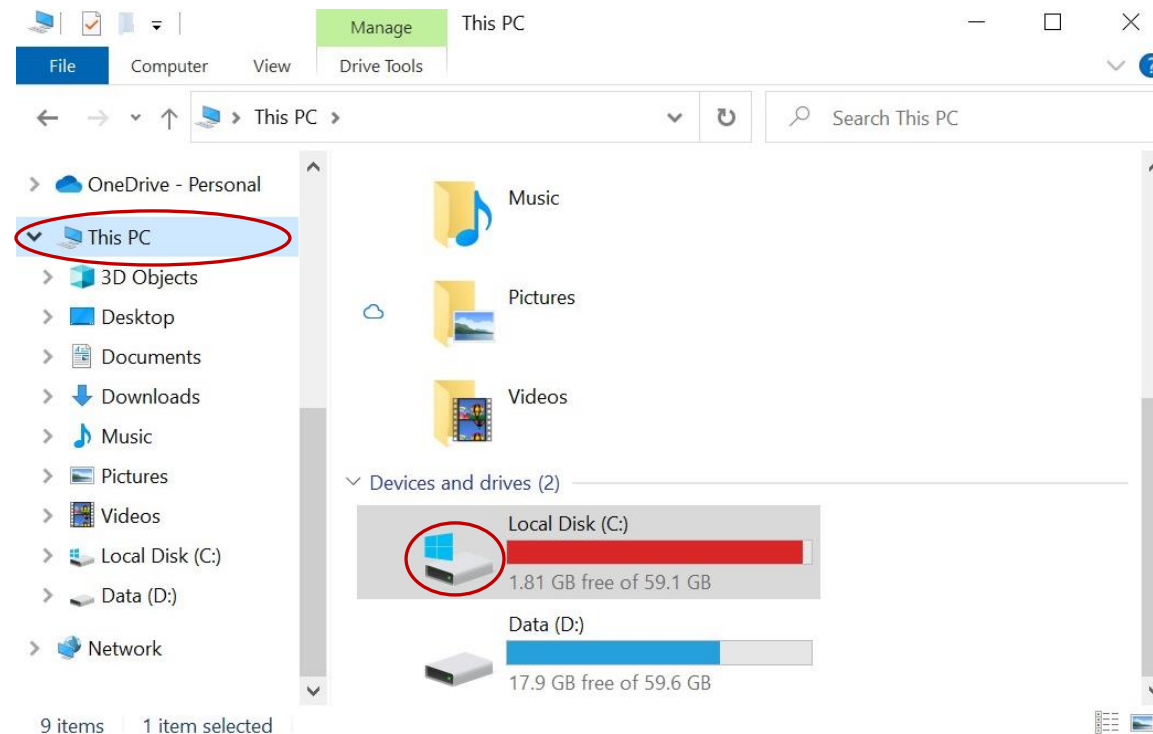 Manage This PC
File Computer View Drive Tools ?
This PC Search This PC
OneDrive - Personal
This PC
3D Objects
Desktop
Documents
Downloads
Music
Pictures
Videos
Local Disk (C:)
Data (D:)
Network
Music
Pictures
Videos
Devices and drives (2)
Local Disk (C:)
1.81 GB free of 59.1 GB
Data (D:)
17.9 GB free of 59.6 GB
9 items 1 item selected